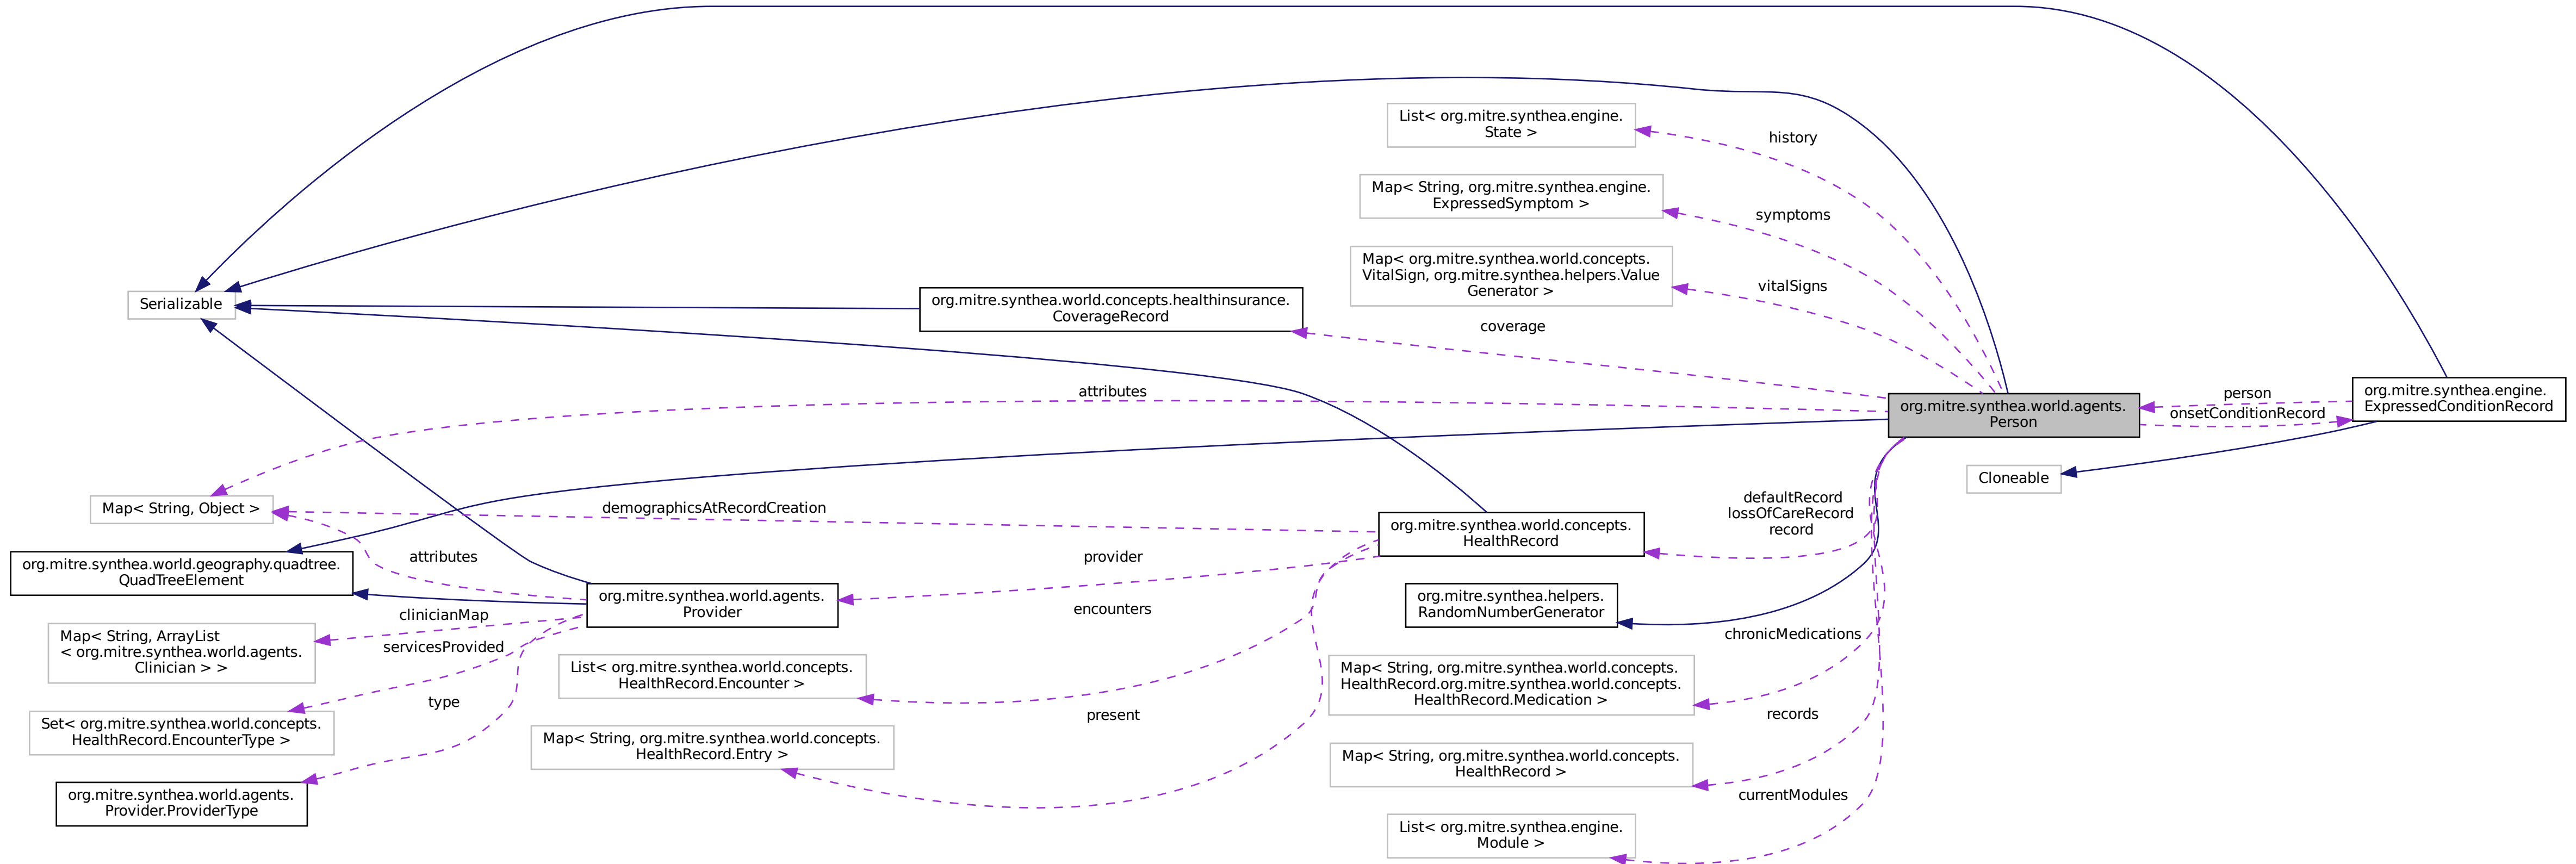 List< org.mitre.synthea.engine.
State >
history
Map< String, org.mitre.synthea.engine.
ExpressedSymptom >
symptoms
Map< org.mitre.synthea.world.concepts.
VitalSign, org.mitre.synthea.helpers.Value
Generator >
vitalSigns
Serializable
org.mitre.synthea.world.concepts.healthinsurance.
CoverageRecord
coverage
attributes
org.mitre.synthea.world.agents.
Person
person
onsetConditionRecord
org.mitre.synthea.engine.
ExpressedConditionRecord
Cloneable
Map< String, Object >
demographicsAtRecordCreation
org.mitre.synthea.world.concepts.
HealthRecord
defaultRecord
lossOfCareRecord
record
org.mitre.synthea.world.geography.quadtree.
QuadTreeElement
attributes
provider
org.mitre.synthea.world.agents.
Provider
encounters
org.mitre.synthea.helpers.
RandomNumberGenerator
clinicianMap
Map< String, ArrayList
< org.mitre.synthea.world.agents.
Clinician > >
servicesProvided
chronicMedications
List< org.mitre.synthea.world.concepts.
HealthRecord.Encounter >
Map< String, org.mitre.synthea.world.concepts.
HealthRecord.org.mitre.synthea.world.concepts.
HealthRecord.Medication >
type
present
records
Set< org.mitre.synthea.world.concepts.
HealthRecord.EncounterType >
Map< String, org.mitre.synthea.world.concepts.
HealthRecord.Entry >
Map< String, org.mitre.synthea.world.concepts.
HealthRecord >
currentModules
org.mitre.synthea.world.agents.
Provider.ProviderType
List< org.mitre.synthea.engine.
Module >